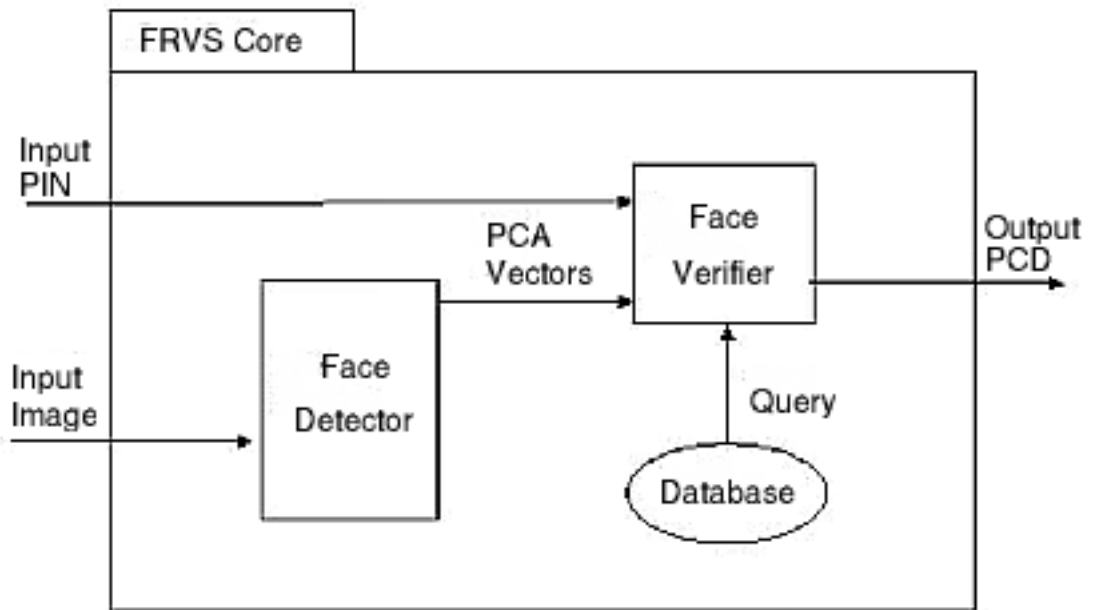 FRVS Core
Input
PIN
PCA
Vectors
Face
Verifier
Output
PCD
Input
Image
Face
Detector
Query
Database